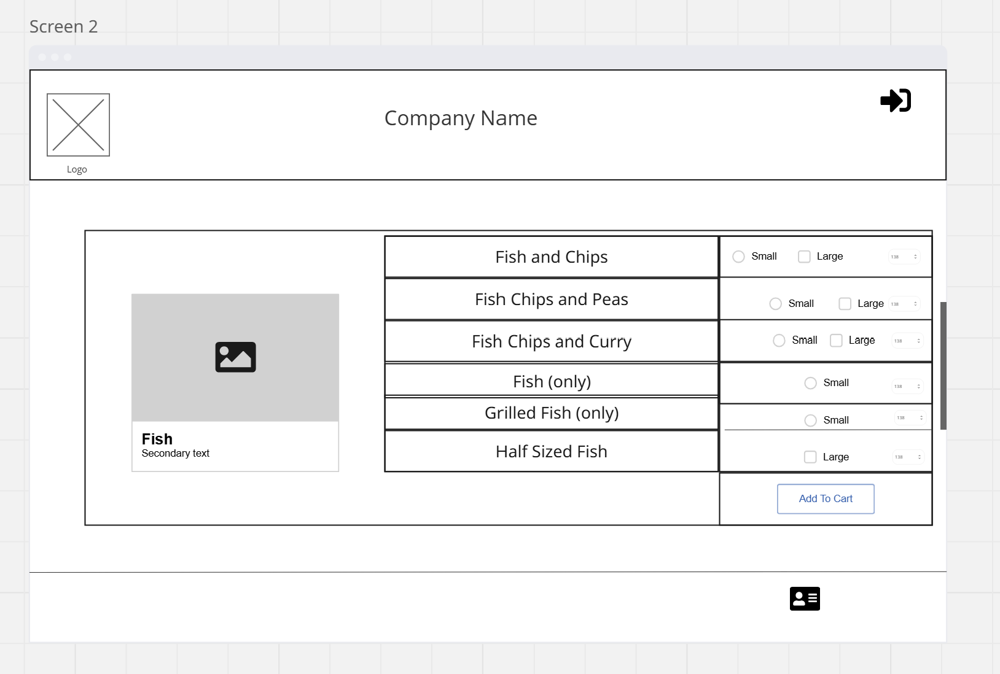 Screen 2
Company Name
Logo
Fish and Chips
Small Large 138
Fish Chips and Peas
Small Large 138
Fish Chips and Curry
Small Large 138
Fish (only)
Small 138
Grilled Fish (only)
Small 138
Half Sized Fish
Large 138
Fish
Secondary text
Add To Cart